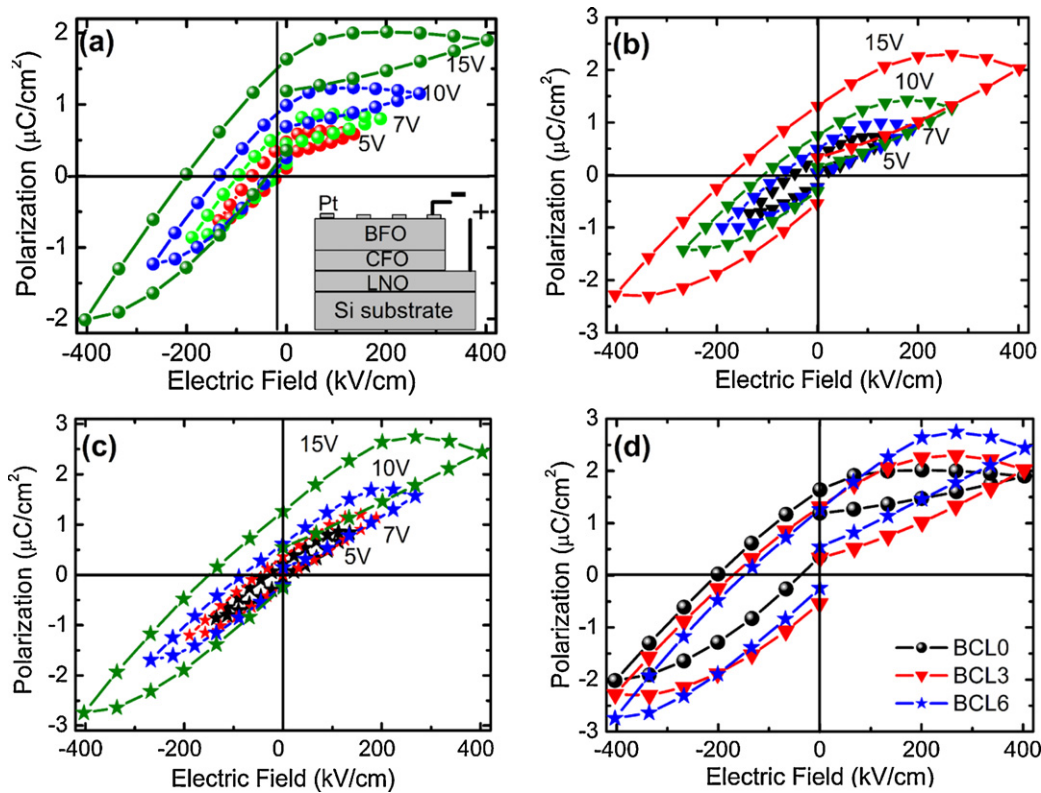 (a)
2
1
0
-1
-2
Polarization (μC/cm²)
-400 -200 0 200 400
Electric Field (kV/cm)
15V
10V
7V
5V
Pt
- +
BFO
CFO
LNO
Si substrate
(b)
3
2
1
0
-1
-2
-3
Polarization (μC/cm²)
-400 -200 0 200 400
Electric Field (kV/cm)
15V
10V
7V
5V
(c)
3
2
1
0
-1
-2
-3
Polarization (μC/cm²)
-400 -200 0 200 400
Electric Field (kV/cm)
15V
10V
7V
5V
(d)
3
2
1
0
-1
-2
-3
Polarization (μC/cm²)
-400 -200 0 200 400
Electric Field (kV/cm)
BCL0
BCL3
BCL6